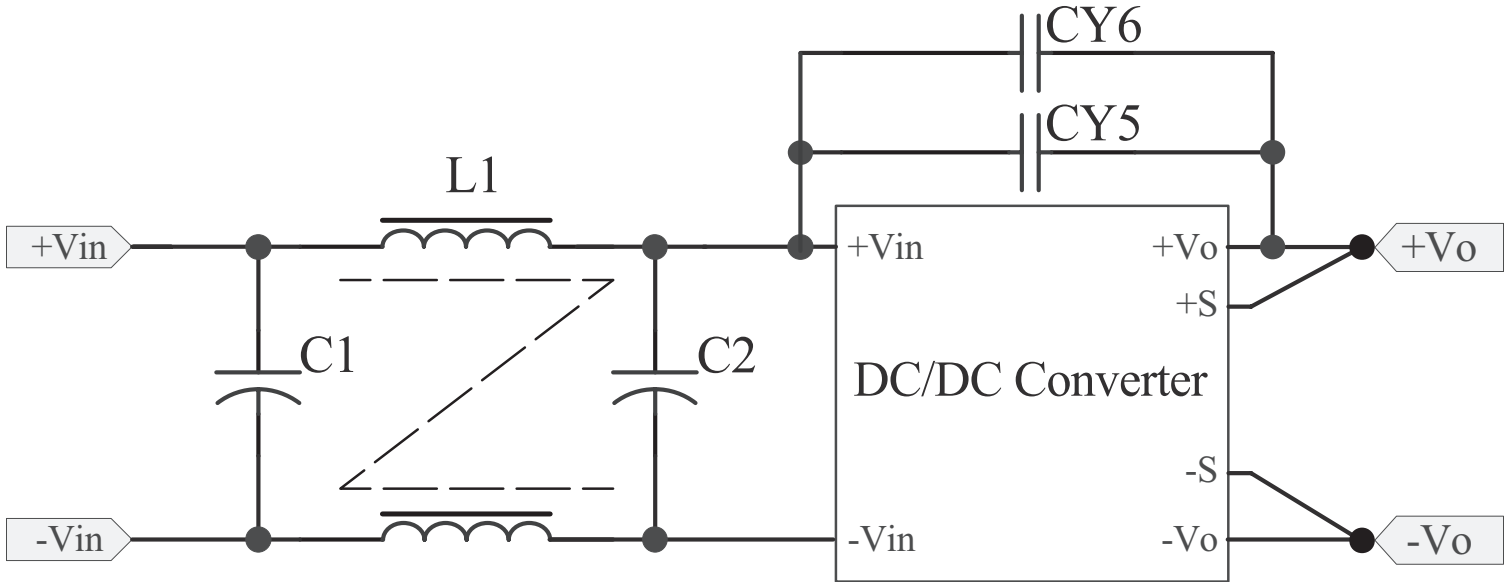 CY6
CY5
L1
+Vin
+Vin
+Vo
+Vo
+S
C1
C2
DC/DC Converter
-S
-Vin
-Vin
-Vo
-Vo